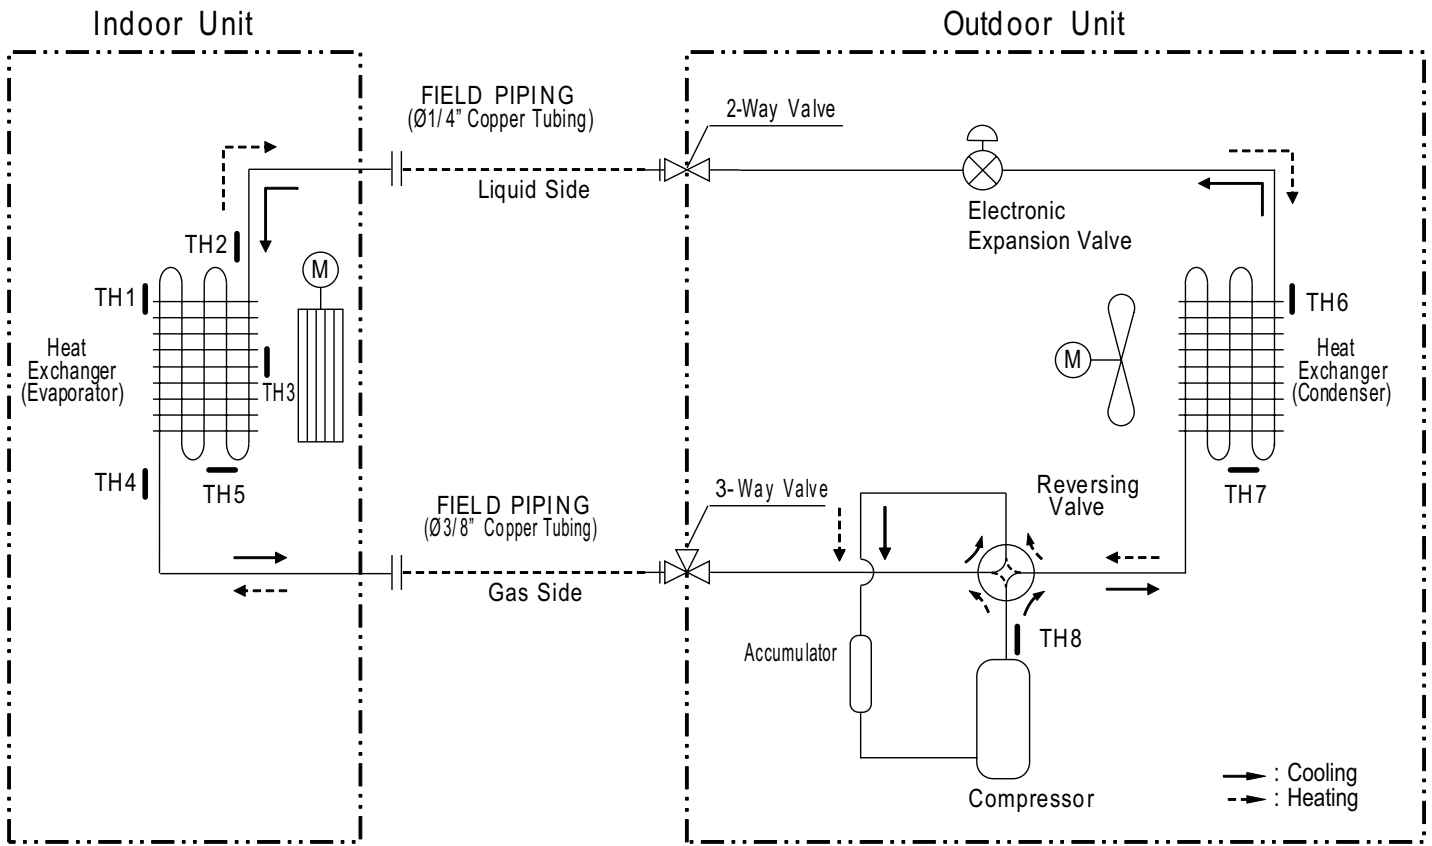 Indoor Unit
Outdoor Unit
FIELD PIPING
(Ø1/4” Copper Tubing)
2-Way Valve
Liquid Side
Electronic
Expansion Valve
TH2
M
TH1
TH6
Heat
Exchanger
(Evaporator)
TH3
M
Heat
Exchanger
(Condenser)
TH4
TH5
TH7
FIELD PIPING
(Ø3/8” Copper Tubing)
3-Way Valve
Reversing
Valve
Gas Side
Accumulator
TH8
Compressor
: Cooling
: Heating